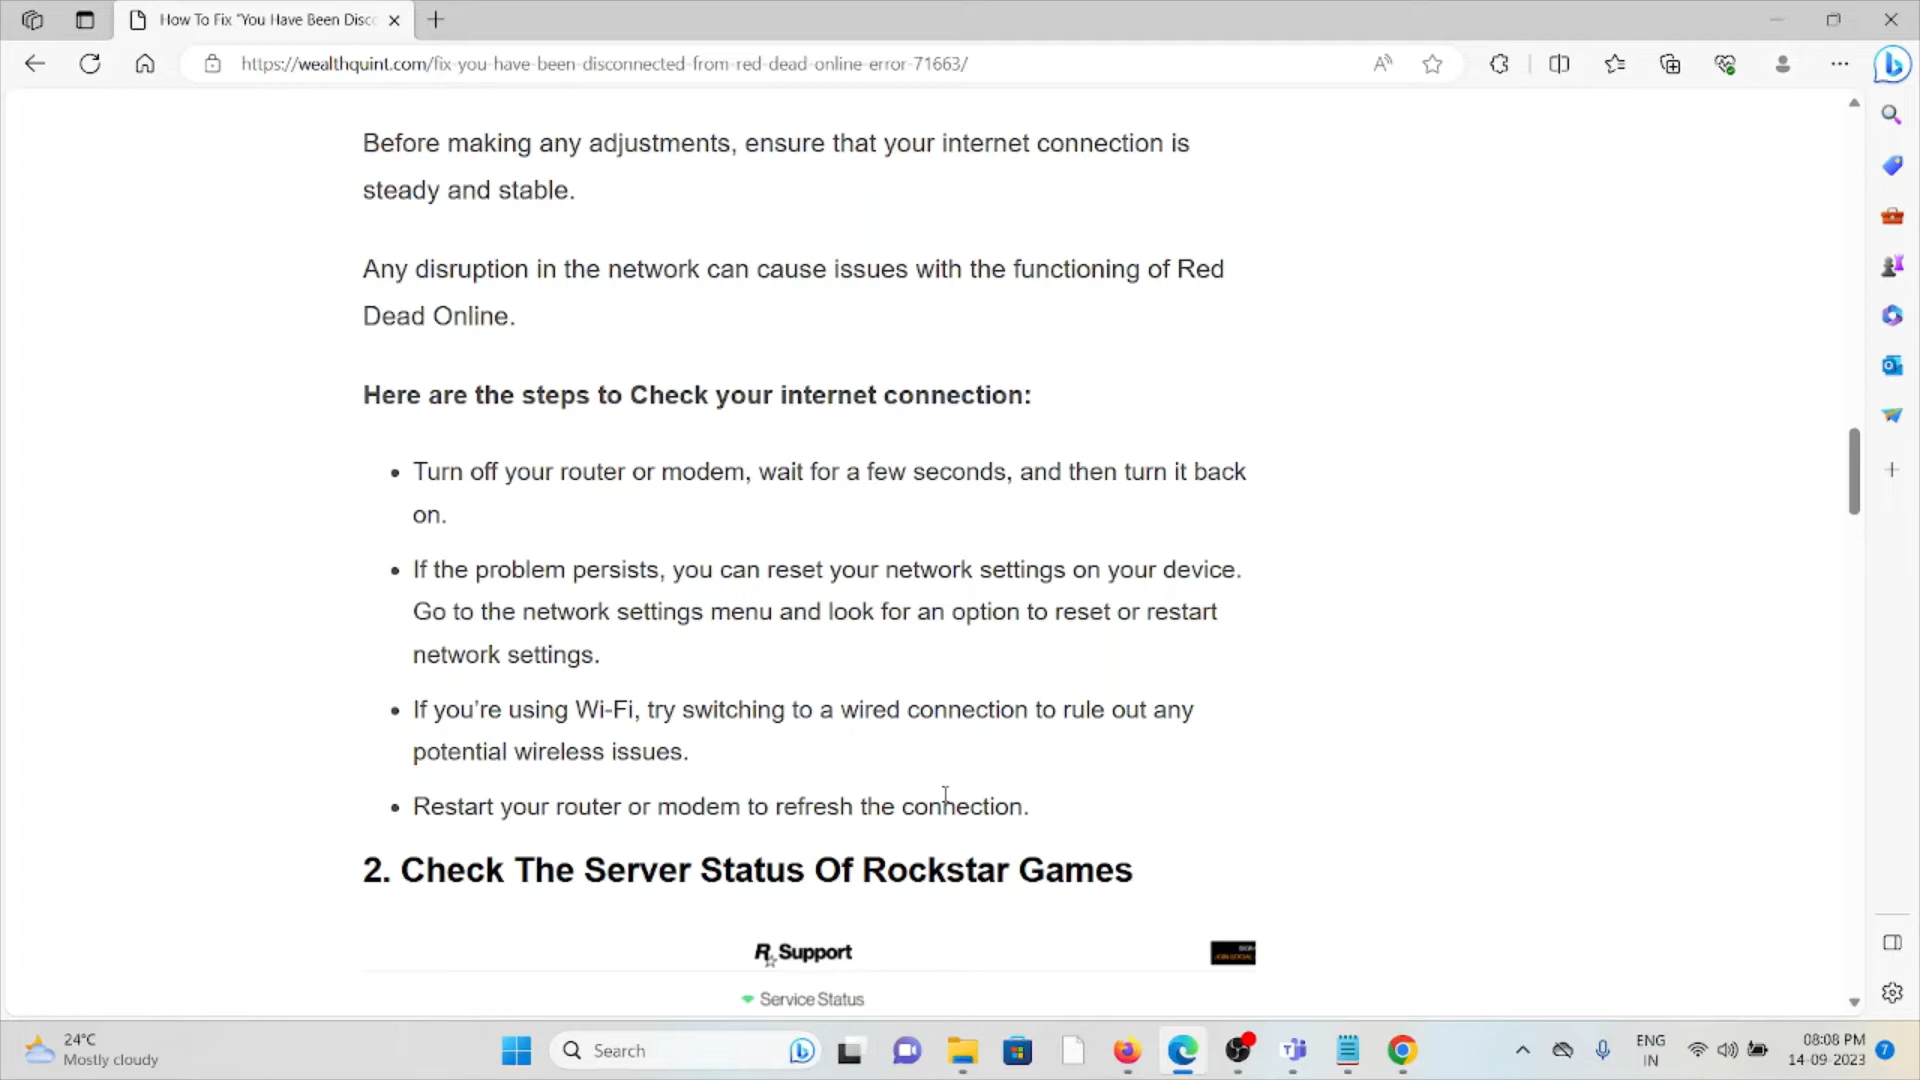 How To Fix "You Have Been Disc
https://wealthquint.com/fix-you-have-been-disconnected-from-red-dead-online-error-71663/
Before making any adjustments, ensure that your internet connection is
steady and stable.
Any disruption in the network can cause issues with the functioning of Red
Dead Online.
Here are the steps to Check your internet connection:
• Turn off your router or modem, wait for a few seconds, and then turn it back
on.
• If the problem persists, you can reset your network settings on your device.
Go to the network settings menu and look for an option to reset or restart
network settings.
• If you’re using Wi-Fi, try switching to a wired connection to rule out any
potential wireless issues.
• Restart your router or modem to refresh the connection.
2. Check The Server Status Of Rockstar Games
R Support
Service Status
24°C
Mostly cloudy
Search
ENG
IN
08:08 PM
14-09-2023
7